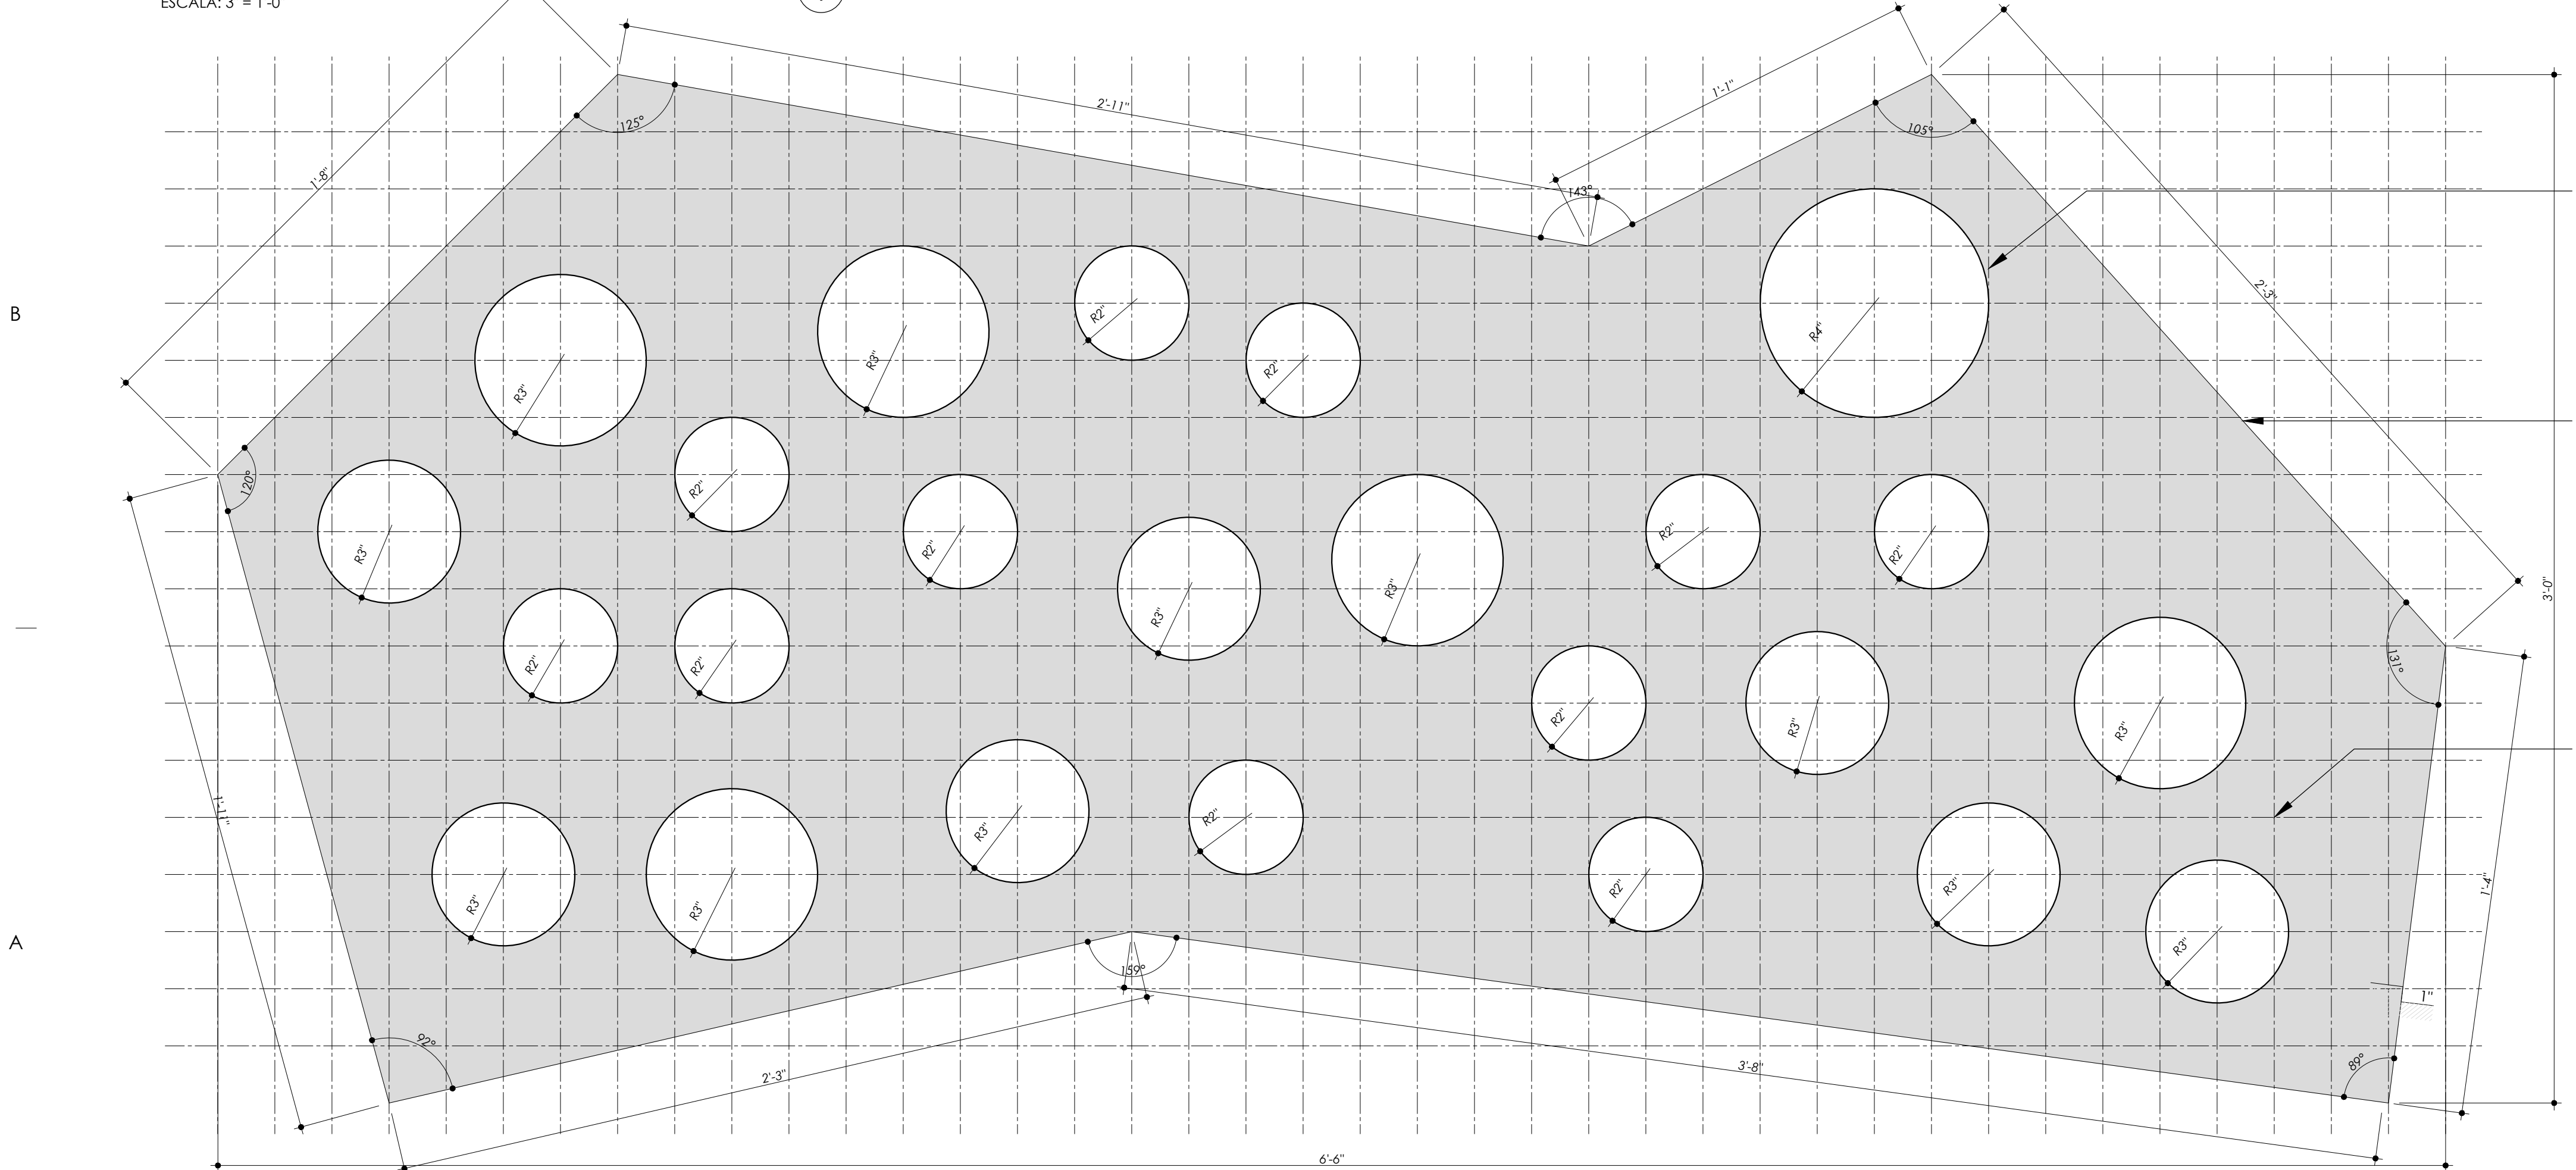 ESCALA: 3" = 1'-0"
2'-11"
1'-1"
125°
105°
1'-8"
143°
2'-3"
B
R2"
R3"
R4"
R2"
R3"
120°
R2"
R3"
R2"
R2"
R2"
R3"
3'-0"
R3"
R3"
R2"
R2"
131°
R2"
R3"
R3"
1'-11"
R2"
R3"
1'-4"
R3"
R3"
R2"
R3"
A
R3"
159°
1"
92°
89°
2'-3"
3'-8"
6'-6"